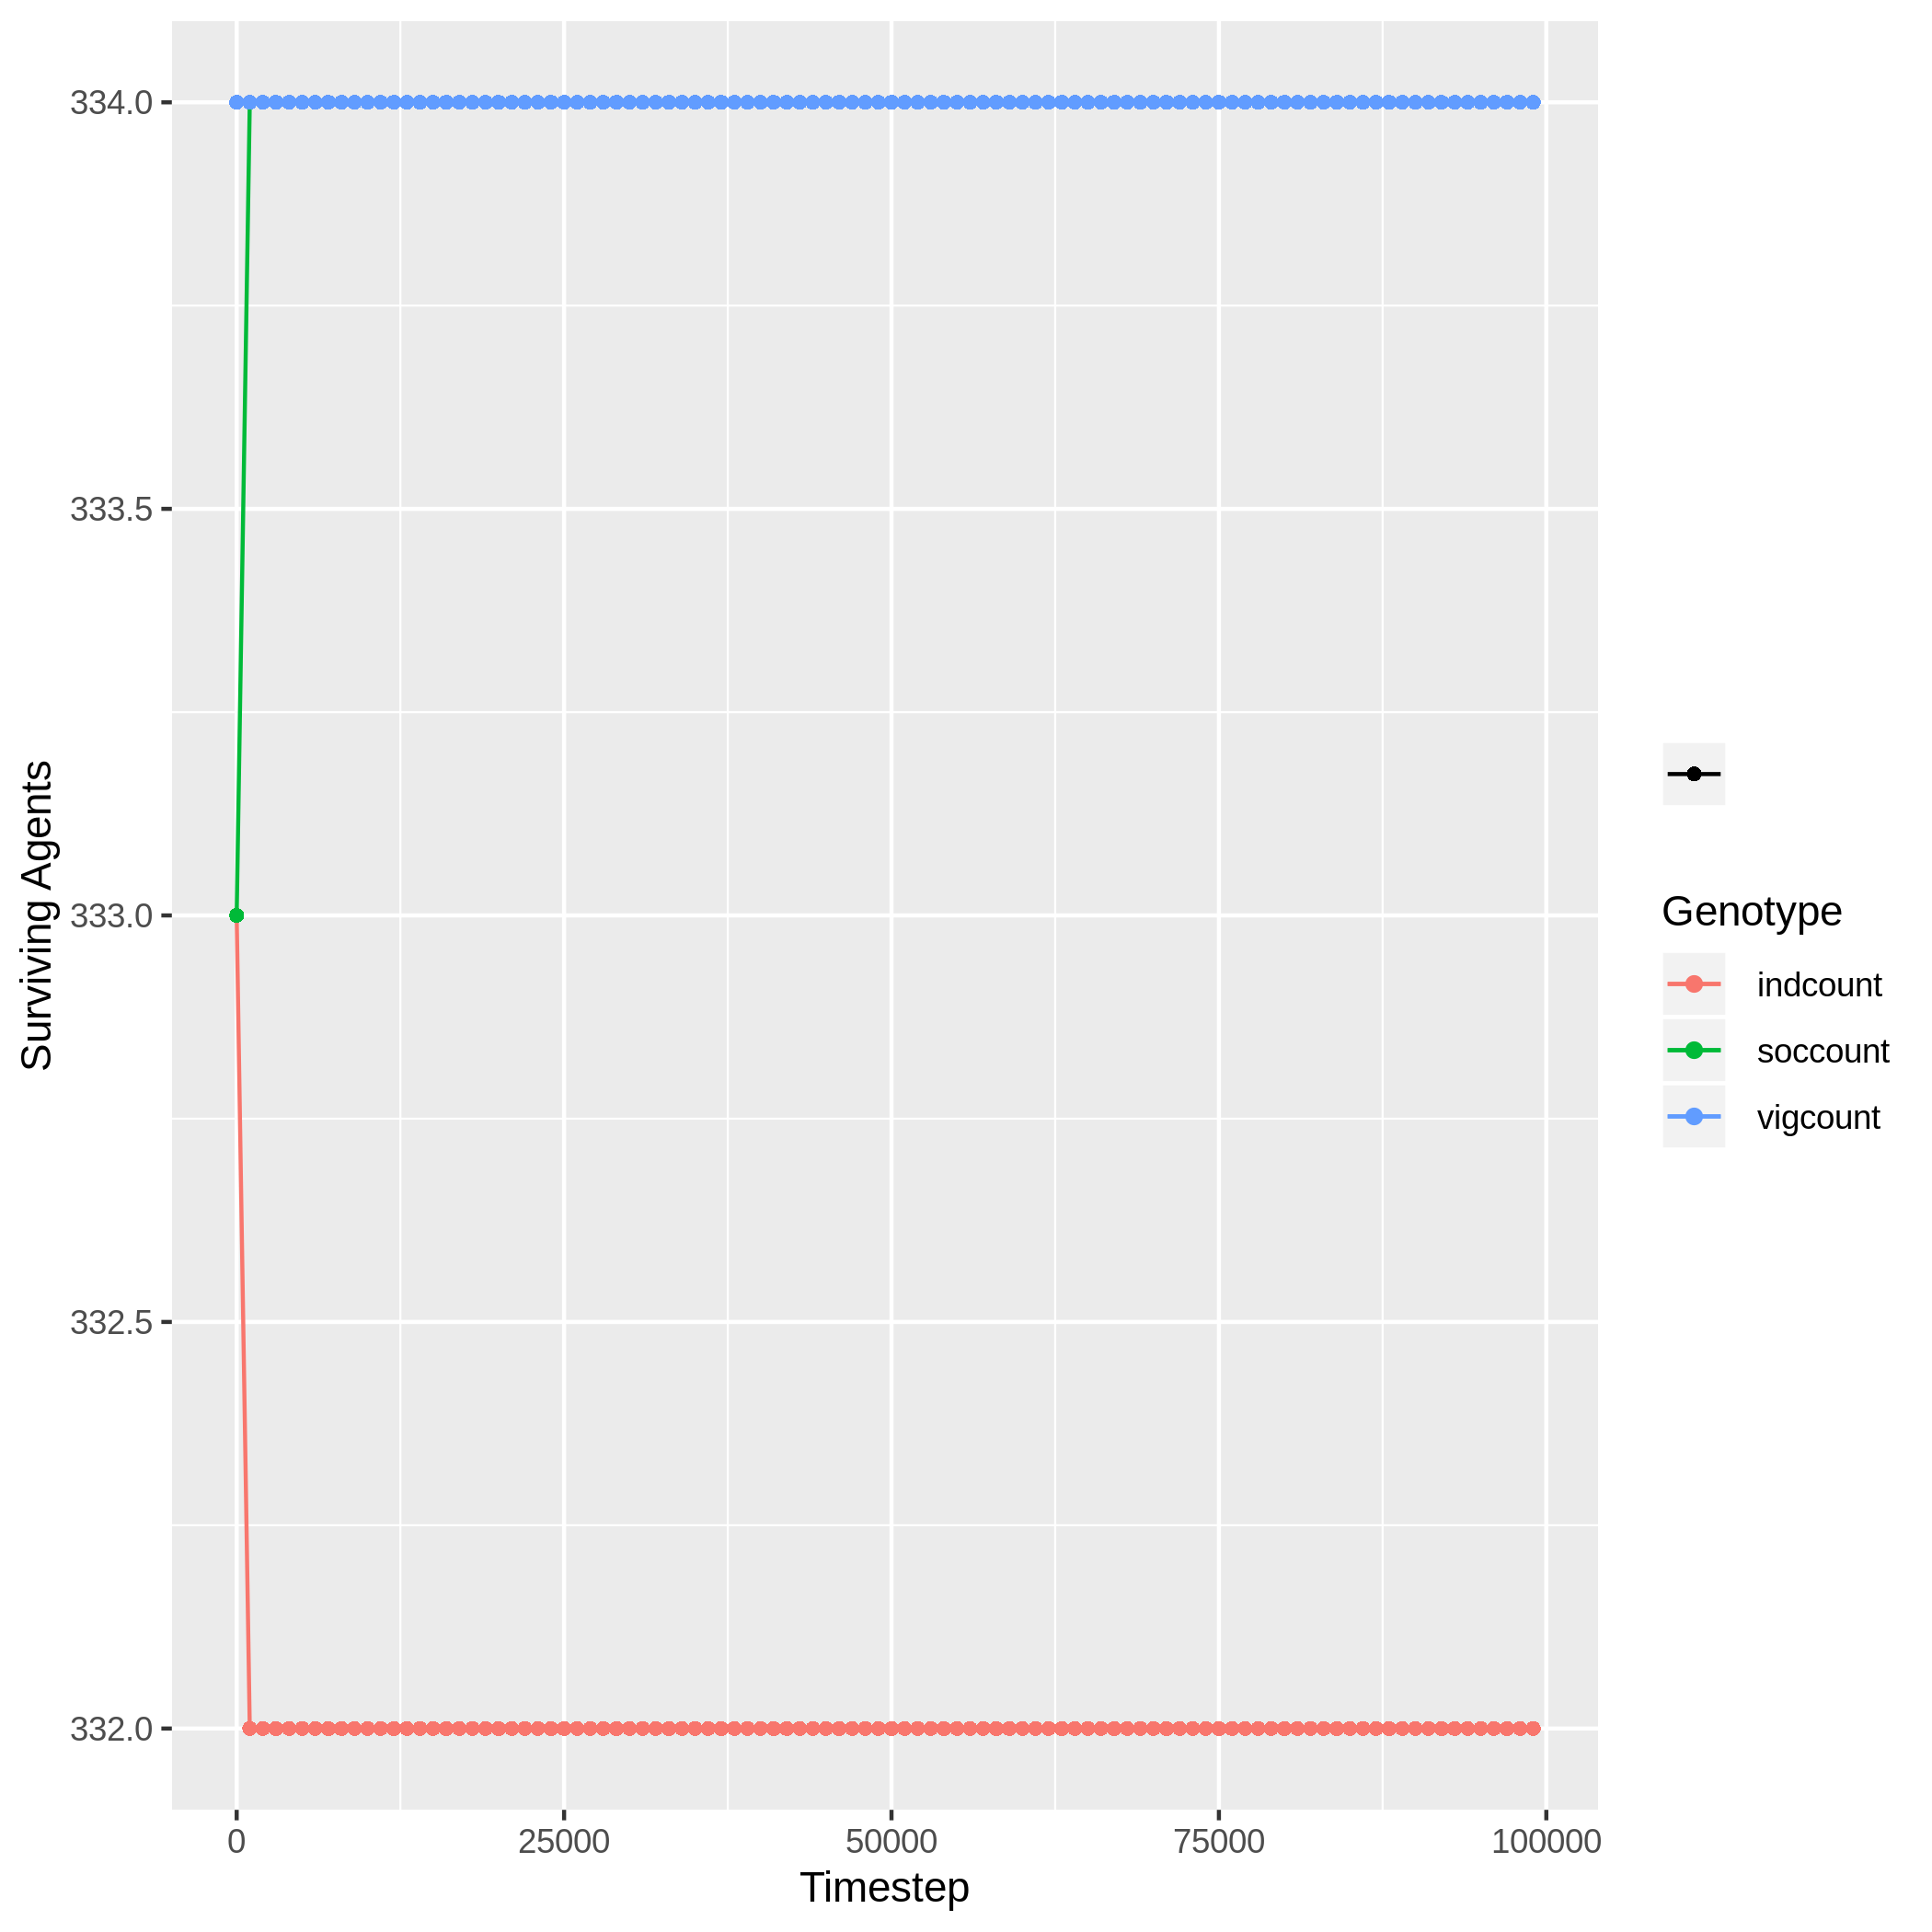 334.0
333.5
333.0
332.5
332.0
Surviving Agents
0 25000 50000 75000 100000
Timestep
Genotype
indcount
soccount
vigcount